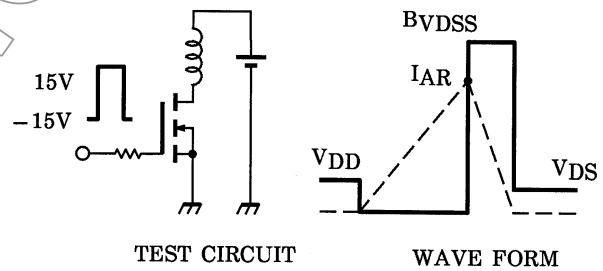 15V
−15V
TEST CIRCUIT
BVDSS
IAR
VDD
VDS
WAVE FORM